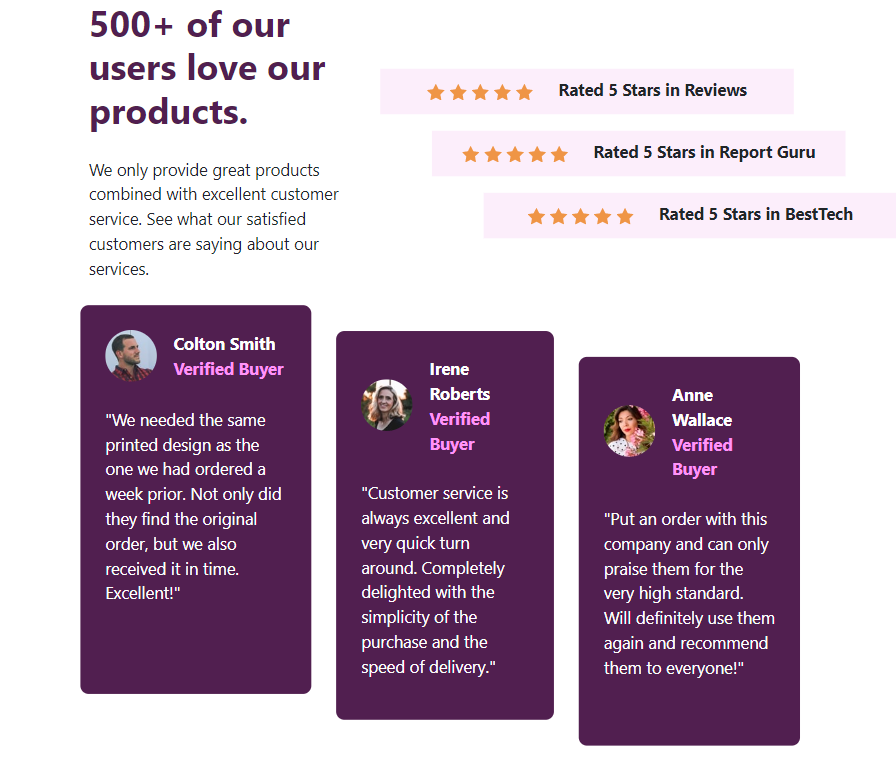 500+ of our
users love our
products.
We only provide great products
combined with excellent customer
service. See what our satisfied
customers are saying about our
services.
Rated 5 Stars in Reviews
Rated 5 Stars in Report Guru
Rated 5 Stars in BestTech
Colton Smith
Verified Buyer
"We needed the same
printed design as the
one we had ordered a
week prior. Not only did
they find the original
order, but we also
received it in time.
Excellent!"
Irene
Roberts
Verified
Buyer
"Customer service is
always excellent and
very quick turn
around. Completely
delighted with the
simplicity of the
purchase and the
speed of delivery."
Anne
Wallace
Verified
Buyer
"Put an order with this
company and can only
praise them for the
very high standard.
Will definitely use them
again and recommend
them to everyone!"